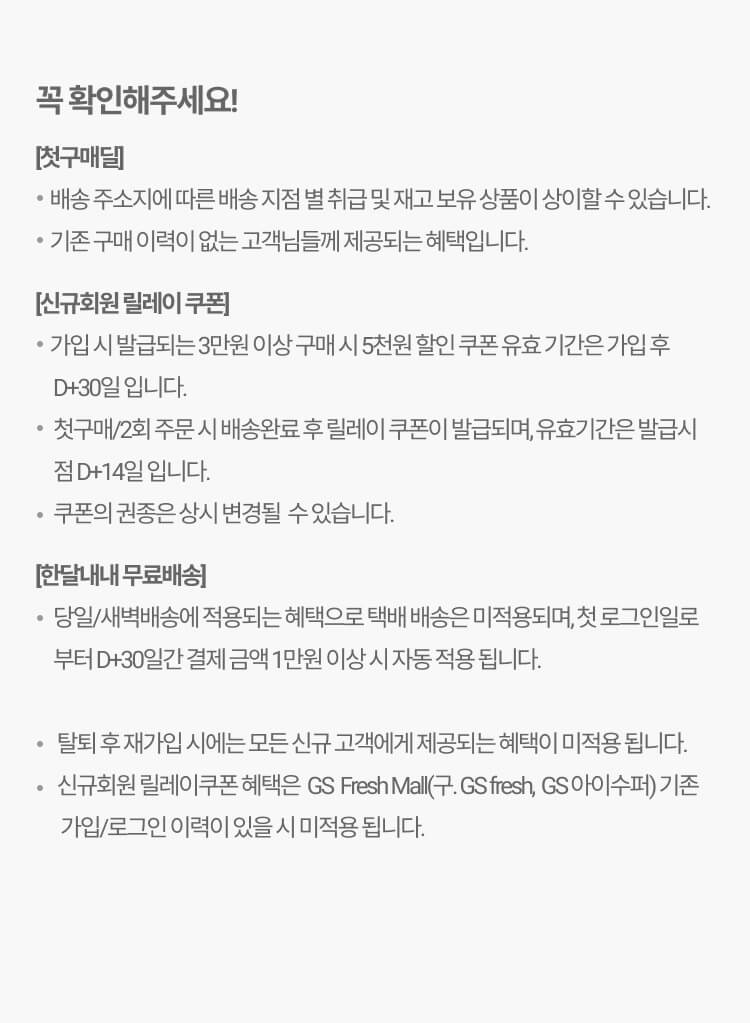 꼭 확인해주세요!
[첫구매딜]
• 배송 주소지에 따른 배송 지점 별 취급 및 재고 보유 상품이 상이할 수 있습니다.
• 기존 구매 이력이 없는 고객님들께 제공되는 혜택입니다.
[신규회원 릴레이 쿠폰]
• 가입 시 발급되는 3만원 이상 구매 시 5천원 할인 쿠폰 유효 기간은 가입 후
D+30일 입니다.
• 첫구매/2회 주문 시 배송완료 후 릴레이 쿠폰이 발급되며, 유효기간은 발급시
점 D+14일 입니다.
• 쿠폰의 권종은 상시 변경될 수 있습니다.
[한달내내 무료배송]
• 당일/새벽배송에 적용되는 혜택으로 택배 배송은 미적용되며, 첫 로그인일로
부터 D+30일간 결제 금액 1만원 이상 시 자동 적용 됩니다.
• 탈퇴 후 재가입 시에는 모든 신규 고객에게 제공되는 혜택이 미적용 됩니다.
• 신규회원 릴레이쿠폰 혜택은 GS Fresh Mall(구. GS fresh, GS 아이수퍼) 기존
가입/로그인 이력이 있을 시 미적용 됩니다.